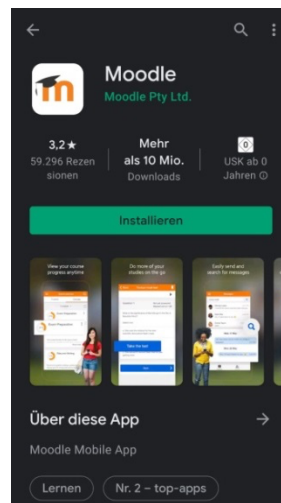 Moodle
Moodle Pty Ltd.
3,2★
59.296 Rezen
sionen
Mehr
als 10 Mio.
Downloads
0
USK ab 0
Jahren
Installieren
View your course
progress anytime
Do more of your
studies on the go
Take the test
Easily send and
search for messages
Über diese App
Moodle Mobile App
Lernen
Nr. 2 – top-apps